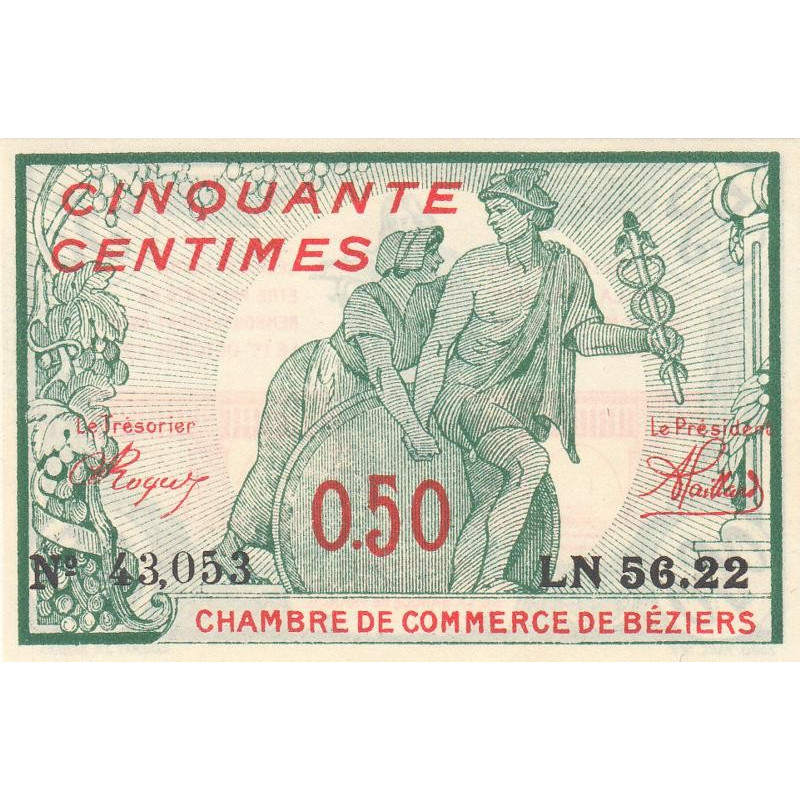 CINQUANTE
CENTIMES
Le Trésorier
Le Président
0.50
Nº 43,053
LN 56.22
CHAMBRE DE COMMERCE DE BÉZIERS